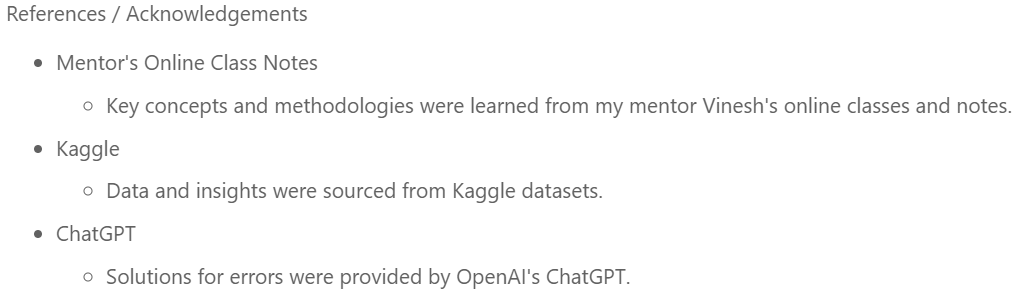 References / Acknowledgements
• Mentor's Online Class Notes
◦ Key concepts and methodologies were learned from my mentor Vinesh's online classes and notes.
• Kaggle
◦ Data and insights were sourced from Kaggle datasets.
• ChatGPT
◦ Solutions for errors were provided by OpenAI's ChatGPT.